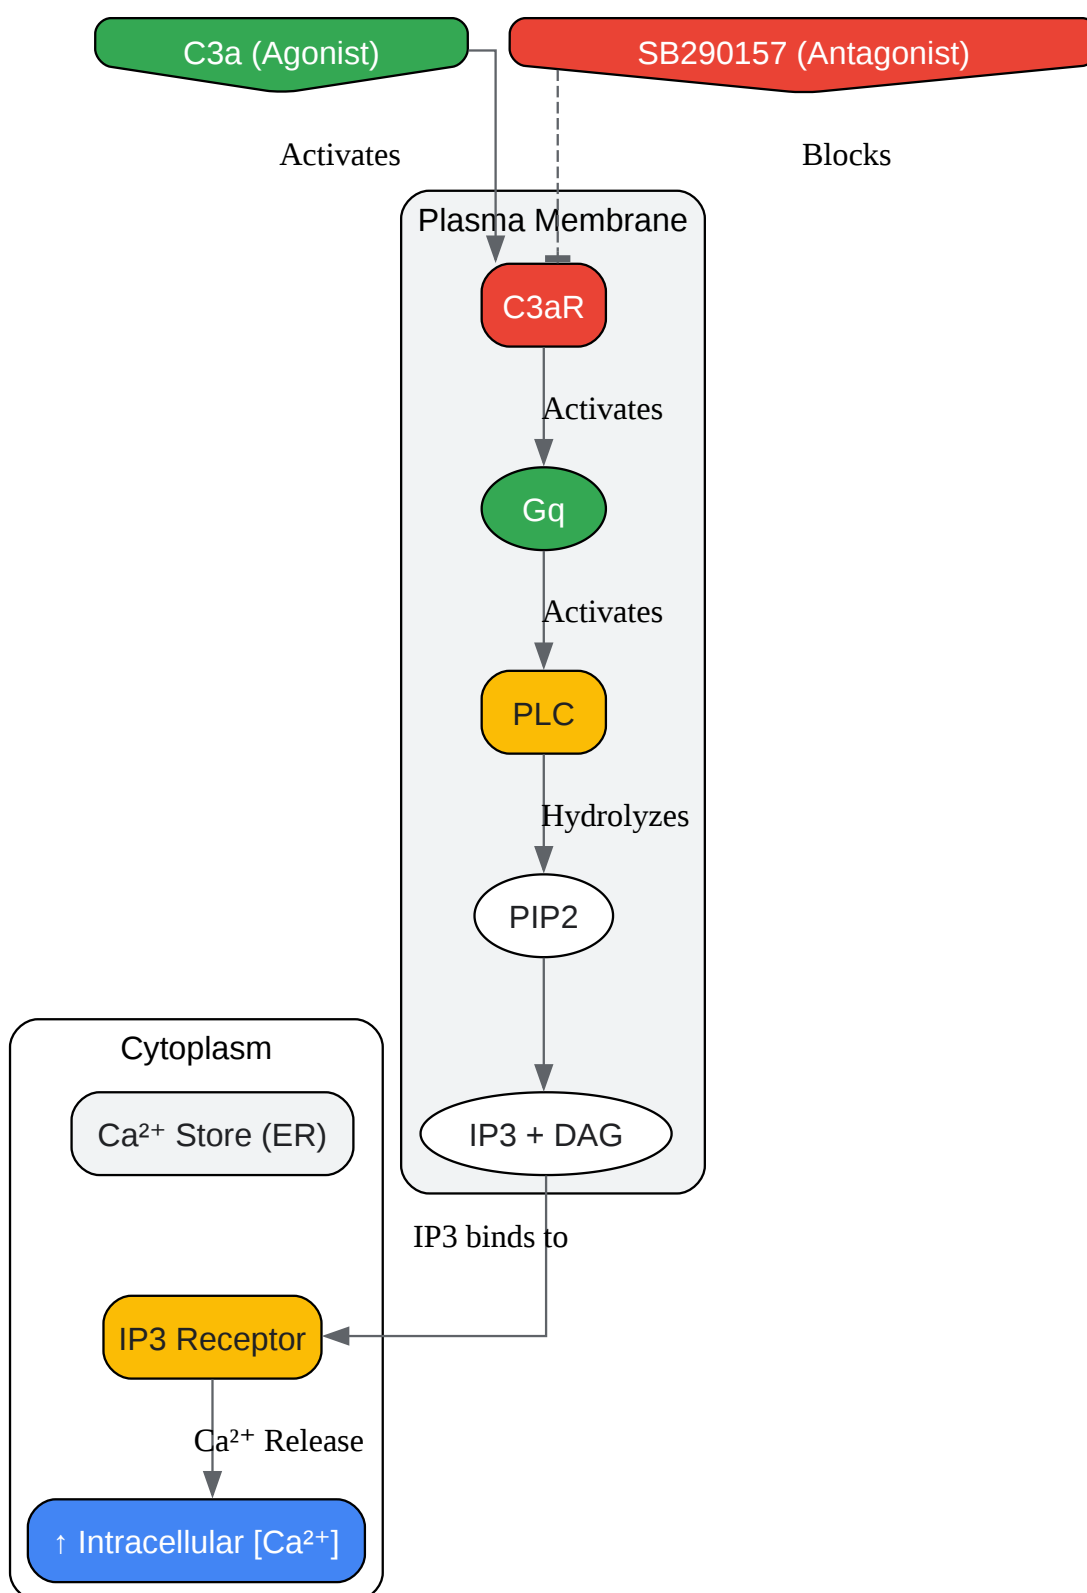 C3a (Agonist)
SB290157 (Antagonist)
Activates
Blocks
Plasma Membrane
C3aR
Activates
Gq
Activates
PLC
Hydrolyzes
PIP2
Cytoplasm
Ca²⁺ Store (ER)
IP3 + DAG
IP3 binds to
IP3 Receptor
Ca²⁺ Release
↑ Intracellular [Ca²⁺]